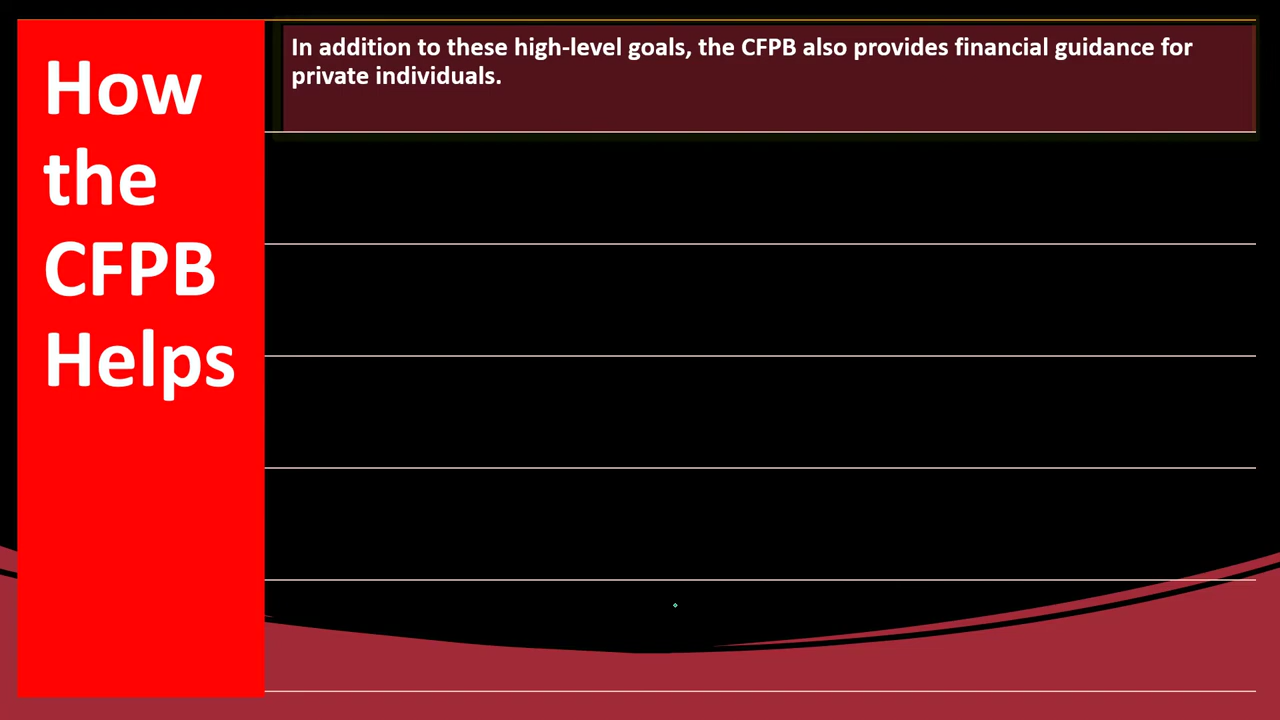 How
the
CFPB
Helps
In addition to these high-level goals, the CFPB also provides financial guidance for
private individuals.